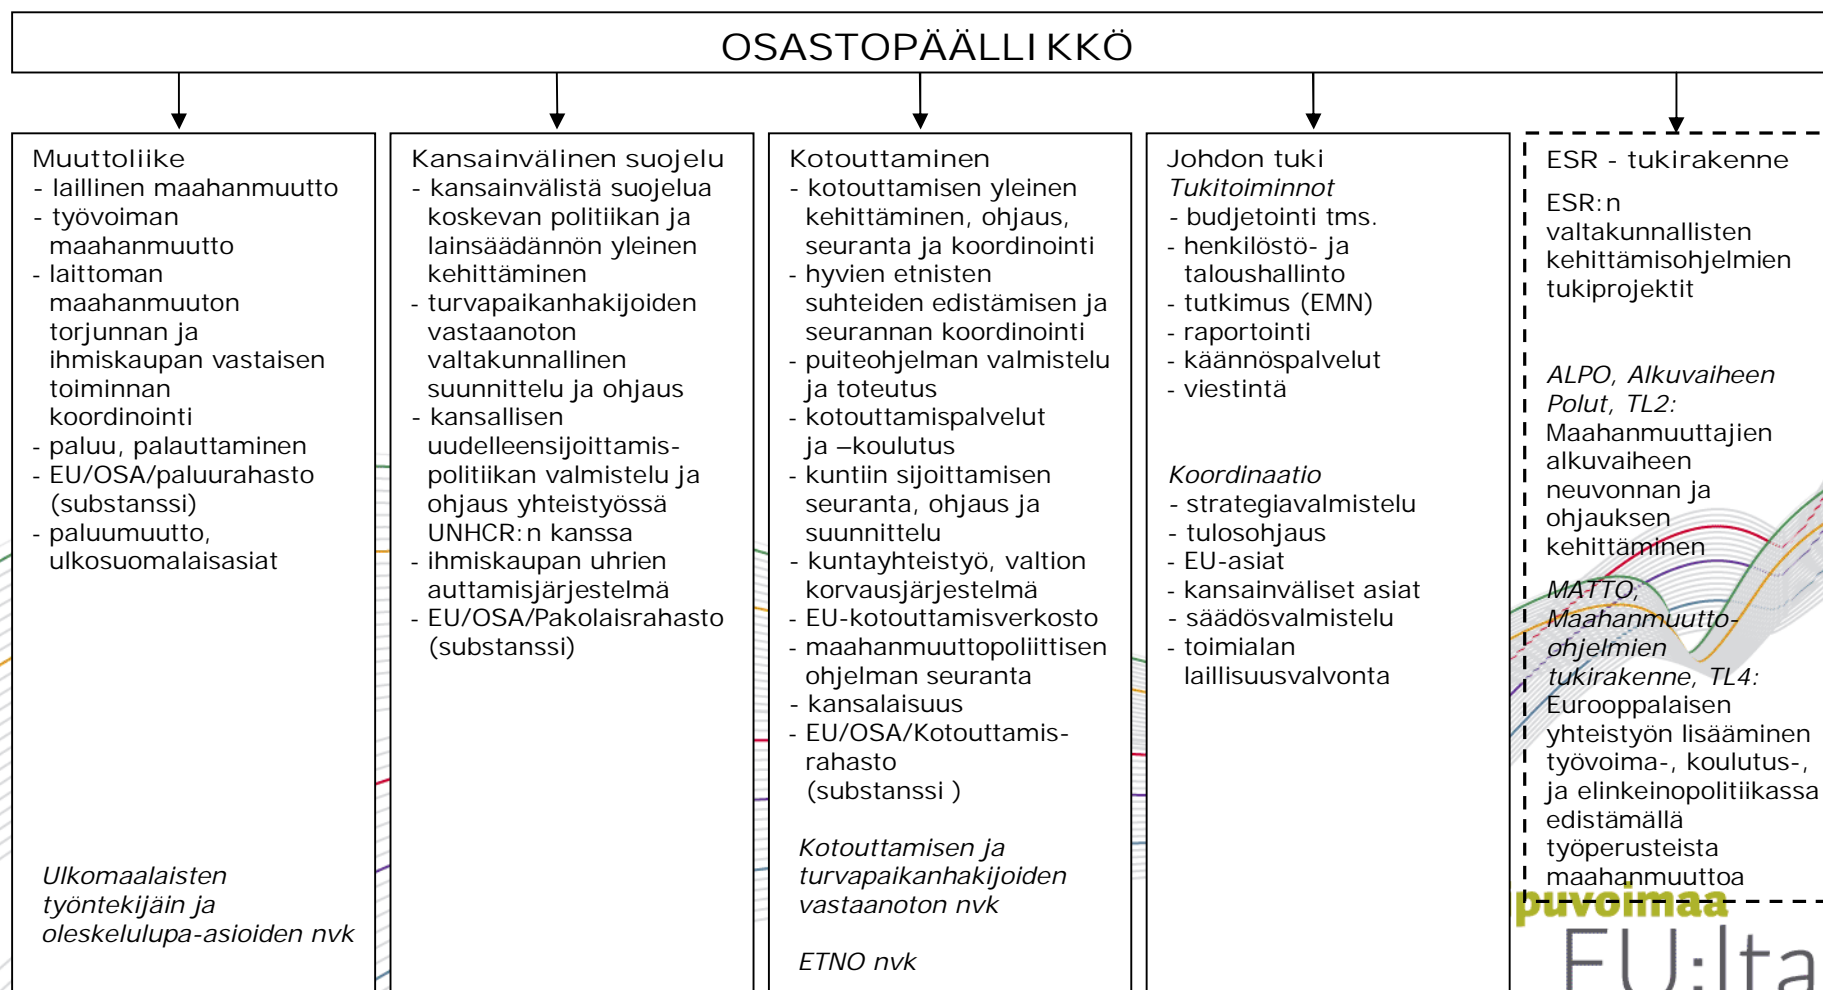 OSASTOPÄÄLLIKKÖ
Muuttoliike
- laillinen maahanmuutto
- työvoiman
maahanmuutto
- laittoman
maahanmuuton
torjunnan ja
ihmiskaupan vastaisen
toiminnan
koordinointi
- paluu, palauttaminen
- EU/OSA/paluurahasto
(substanssi)
- paluumuutto,
ulkosuomalaisasiat
Ulkomaalaisten
työntekijäin ja
oleskelulupa-asioiden nvk
Kansainvälinen suojelu
- kansainvälistä suojelua
koskevan politiikan ja
lainsäädännön yleinen
kehittäminen
- turvapaikanhakijoiden
vastaanoton
valtakunnallinen
suunnittelu ja ohjaus
- kansallisen
uudelleensijoittamis-
politiikan valmistelu ja
ohjaus yhteistyössä
UNHCR:n kanssa
- ihmiskaupan uhrien
auttamisjärjestelmä
- EU/OSA/Pakolaisrahasto
(substanssi)
Kotouttaminen
- kotouttamisen yleinen
kehittäminen, ohjaus,
seuranta ja koordinointi
- hyvien etnisten
suhteiden edistämisen ja
seurannan koordinointi
- puiteohjelman valmistelu
ja toteutus
- kotouttamispalvelut
ja –koulutus
- kuntiin sijoittamisen
seuranta, ohjaus ja
suunnittelu
- kuntayhteistyö, valtion
korvausjärjestelmä
- EU-kotouttamisverkosto
- maahanmuuttopoliittisen
ohjelman seuranta
- kansalaisuus
- EU/OSA/Kotouttamis-
rahasto
(substanssi )
Kotouttamisen ja
turvapaikanhakijoiden
vastaanoton nvk
ETNO nvk
Johdon tuki
Tukitoiminnot
- budjetointi tms.
- henkilöstö- ja
taloushallinto
- tutkimus (EMN)
- raportointi
- käännöspalvelut
- viestintä
Koordinaatio
- strategiavalmistelu
- tulosohjaus
- EU-asiat
- kansainväliset asiat
- säädösvalmistelu
- toimialan
laillisuusvalvonta
ESR - tukirakenne
ESR:n
valtakunnallisten
kehittämisohjelmien
tukiprojektit
ALPO, Alkuvaiheen
Polut, TL2:
Maahanmuuttajien
alkuvaiheen
neuvonnan ja
ohjauksen
kehittäminen
MATTO,
Maahanmuutto-
ohjelmien
tukirakenne, TL4:
Eurooppalaisen
yhteistyön lisääminen
työvoima-, koulutus-,
ja elinkeinopolitiikassa
edistämällä
työperusteista
maahanmuuttoa
puvoimaa
EU:lta